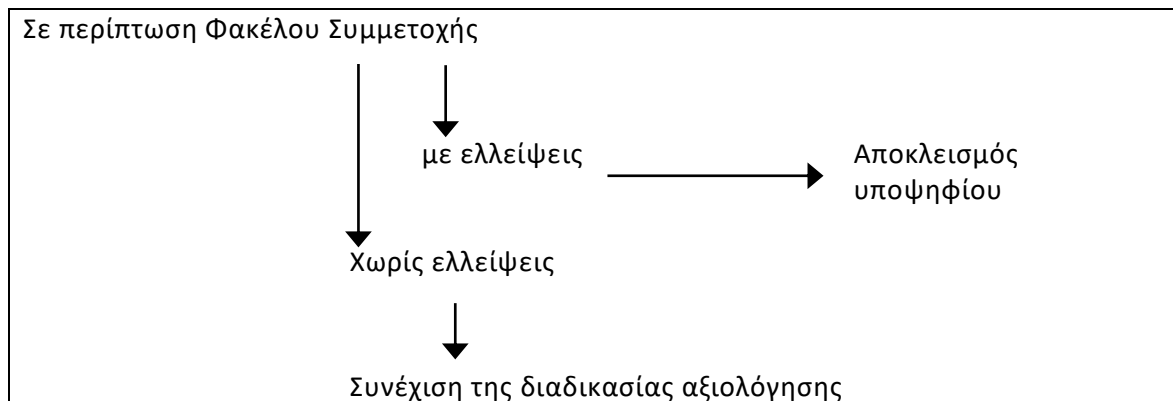 Σε περίπτωση Φακέλου Συμμετοχής
με ελλείψεις
Αποκλεισμός
υποψηφίου
Χωρίς ελλείψεις
Συνέχιση της διαδικασίας αξιολόγησης